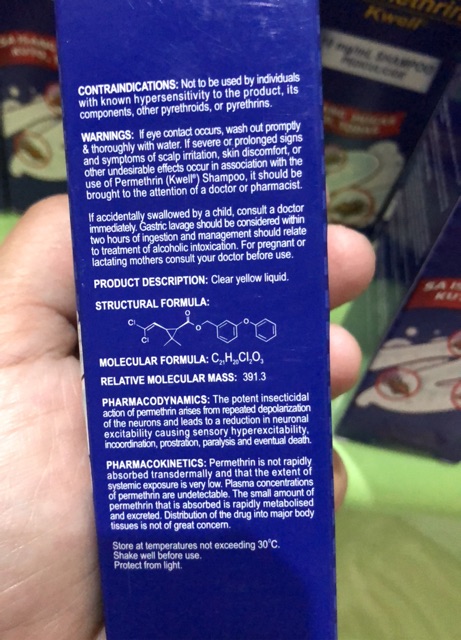 CONTRAINDICATIONS: Not to be used by individuals
with known hypersensitivity to the product, its
components, other pyrethroids, or pyrethrins.
WARNINGS: If eye contact occurs, wash out promptly
& thoroughly with water. If severe or prolonged signs
and symptoms of scalp irritation, skin discomfort, or
other undesirable effects occur in association with the
use of Permethrin (Kwell®) Shampoo, it should be
brought to the attention of a doctor or pharmacist.
If accidentally swallowed by a child, consult a doctor
immediately. Gastric lavage should be considered within
two hours of ingestion and management should relate
to treatment of alcoholic intoxication. For pregnant or
lactating mothers consult your doctor before use.
PRODUCT DESCRIPTION: Clear yellow liquid.
STRUCTURAL FORMULA:
Cl
Cl
O
O
O
MOLECULAR FORMULA: C₂₁H₂₀Cl₂O₃
RELATIVE MOLECULAR MASS: 391.3
PHARMACODYNAMICS: The potent insecticidal
action of permethrin arises from repeated depolarization
of the neurons and leads to a reduction in neuronal
excitability causing sensory hyperexcitability,
incoordination, prostration, paralysis and eventual death.
PHARMACOKINETICS: Permethrin is not rapidly
absorbed transdermally and that the extent of
systemic exposure is very low. Plasma concentrations
of permethrin are undetectable. The small amount of
permethrin that is absorbed is rapidly metabolised
and excreted. Distribution of the drug into major body
tissues is not of great concern.
Store at temperatures not exceeding 30°C.
Shake well before use.
Protect from light.
Kwell
SHAMPOO